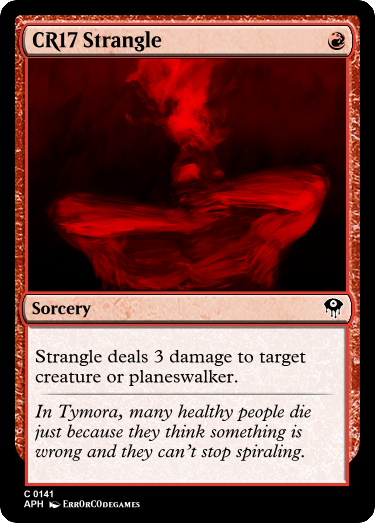 CR17 Strangle
Sorcery
Strangle deals 3 damage to target
creature or planeswalker.
In Tymora, many healthy people die
just because they think something is
wrong and they can't stop spiraling.
C 0141
APH Err0rC0degames